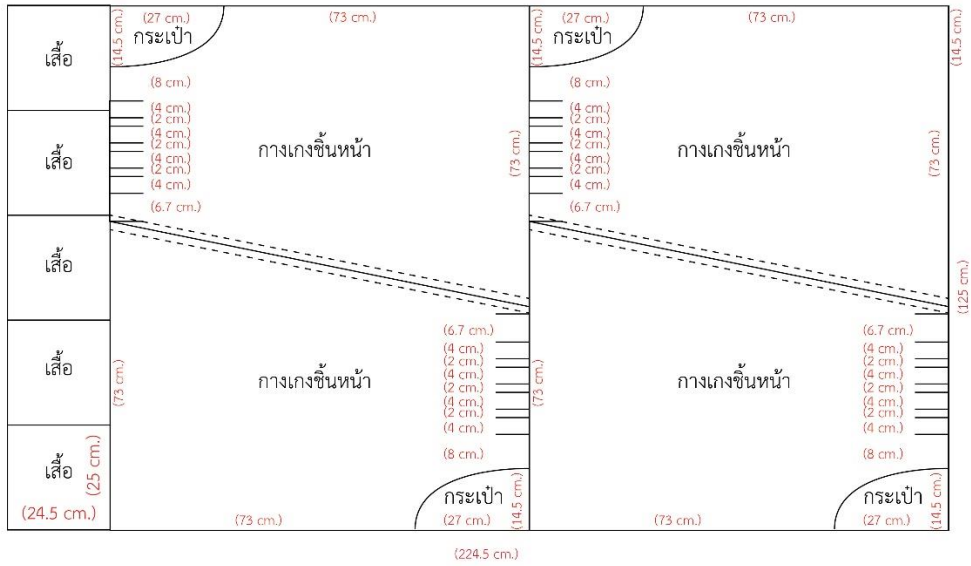 (27 cm.)
(73 cm.)
(27 cm.)
(73 cm.)
(14.5 cm.)
กระเป๋า
(14.5 cm.)
กระเป๋า
(14.5 cm.)
เสื้อ
(8 cm.)
(8 cm.)
(4 cm.)
(2 cm.)
(4 cm.)
(2 cm.)
(4 cm.)
(2 cm.)
(4 cm.)
(6.7 cm.)
(4 cm.)
(2 cm.)
(4 cm.)
(2 cm.)
(4 cm.)
(2 cm.)
(4 cm.)
(6.7 cm.)
เสื้อ
กางเกงชิ้นหน้า
(73 cm.)
กางเกงชิ้นหน้า
(73 cm.)
เสื้อ
(125 cm.)
(6.7 cm.)
(4 cm.)
(2 cm.)
(4 cm.)
(2 cm.)
(4 cm.)
(2 cm.)
(4 cm.)
(8 cm.)
(6.7 cm.)
(4 cm.)
(2 cm.)
(4 cm.)
(2 cm.)
(4 cm.)
(2 cm.)
(4 cm.)
(8 cm.)
เสื้อ
(73 cm.)
กางเกงชิ้นหน้า
(73 cm.)
กางเกงชิ้นหน้า
เสื้อ
(25 cm.)
(24.5 cm.)
กระเป๋า
(14.5 cm.)
กระเป๋า
(14.5 cm.)
(73 cm.)
(27 cm.)
(73 cm.)
(27 cm.)
(224.5 cm.)